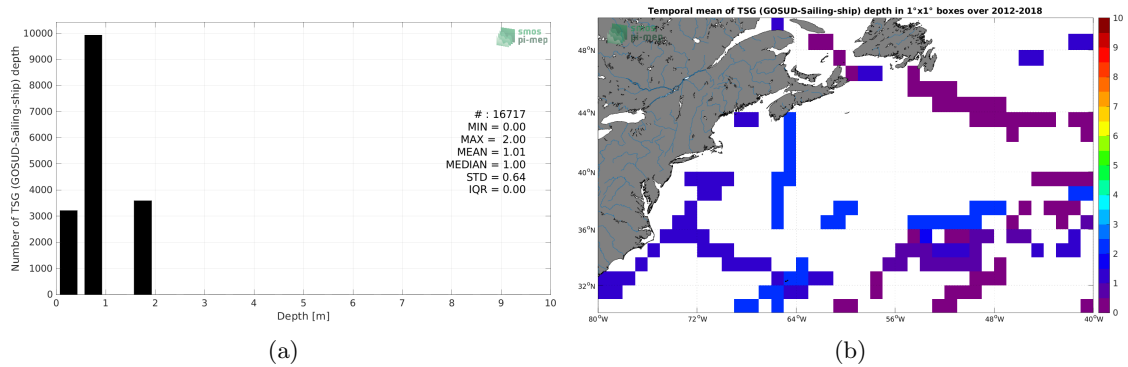 Number of TSG (GOSUD-Sailing-ship) depth
10000
9000
8000
7000
6000
5000
4000
3000
2000
1000
0
0 1 2 3 4 5 6 7 8 9 10
Depth [m]
smos
pi-mep
# : 16717
MIN = 0.00
MAX = 2.00
MEAN = 1.01
MEDIAN = 1.00
STD = 0.64
IQR = 0.00
(a)
Temporal mean of TSG (GOSUD-Sailing-ship) depth in 1°x1° boxes over 2012-2018
smos
pi-mep
48°N
44°N
40°N
36°N
32°N
80°W 72°W 64°W 56°W 48°W 40°W
10
9
8
7
6
5
4
3
2
1
0
(b)